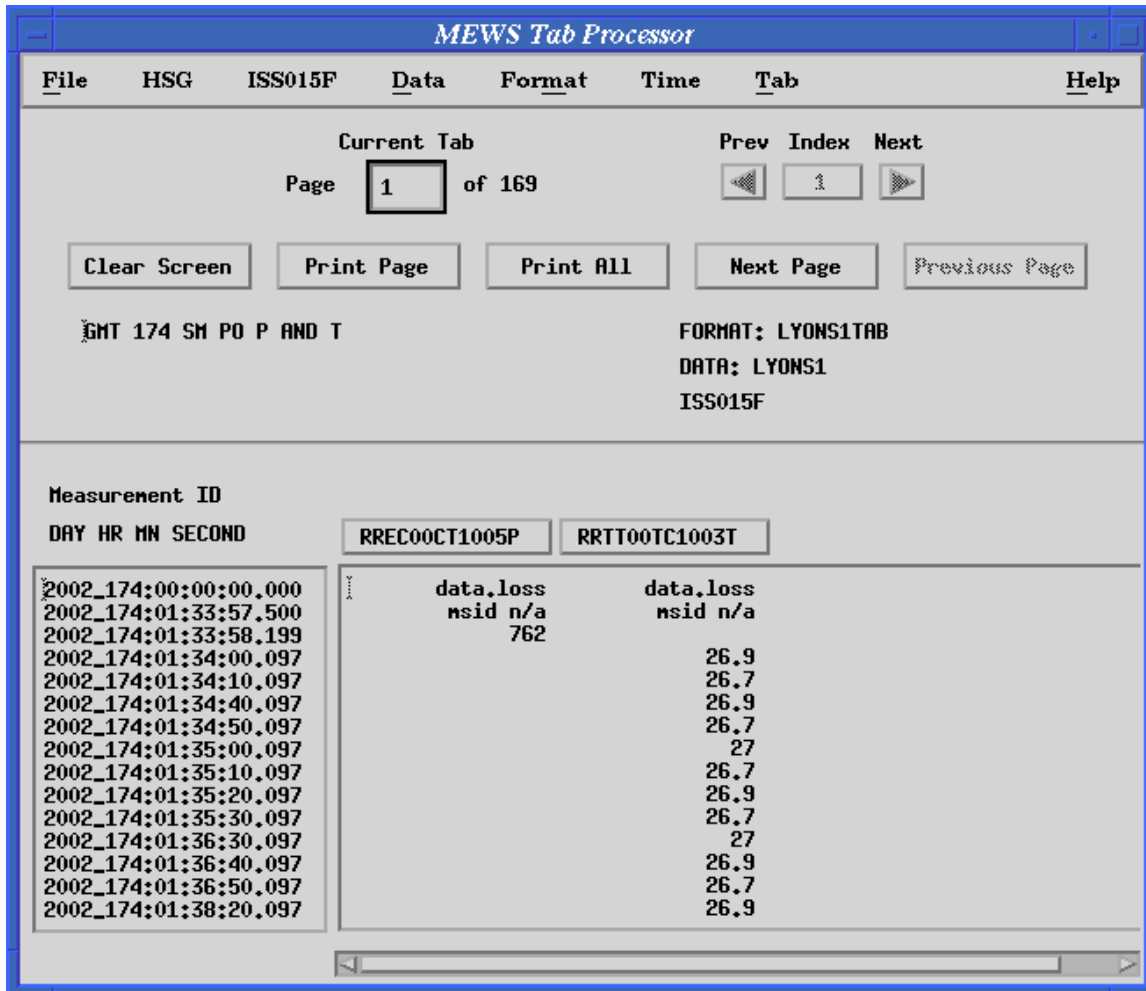 MEWS Tab Processor
File HSG ISS015F Data Format Time Tab Help
Current Tab Prev Index Next
Page 1 of 169 1
Clear Screen Print Page Print All Next Page Previous Page
GMT 174 SM PO P AND T FORMAT: LYONS1TAB
DATA: LYONS1
ISS015F
Measurement ID
DAY HR MN SECOND RREC00CT1005P RRTT00TC1003T
2002_174:00:00:00.000 data.loss data.loss
2002_174:01:33:57.500 msid n/a msid n/a
2002_174:01:33:58.199 762
2002_174:01:34:00.097 26.9
2002_174:01:34:10.097 26.7
2002_174:01:34:40.097 26.9
2002_174:01:34:50.097 26.7
2002_174:01:35:00.097 27
2002_174:01:35:10.097 26.7
2002_174:01:35:20.097 26.9
2002_174:01:35:30.097 26.7
2002_174:01:36:30.097 27
2002_174:01:36:40.097 26.9
2002_174:01:36:50.097 26.7
2002_174:01:38:20.097 26.9